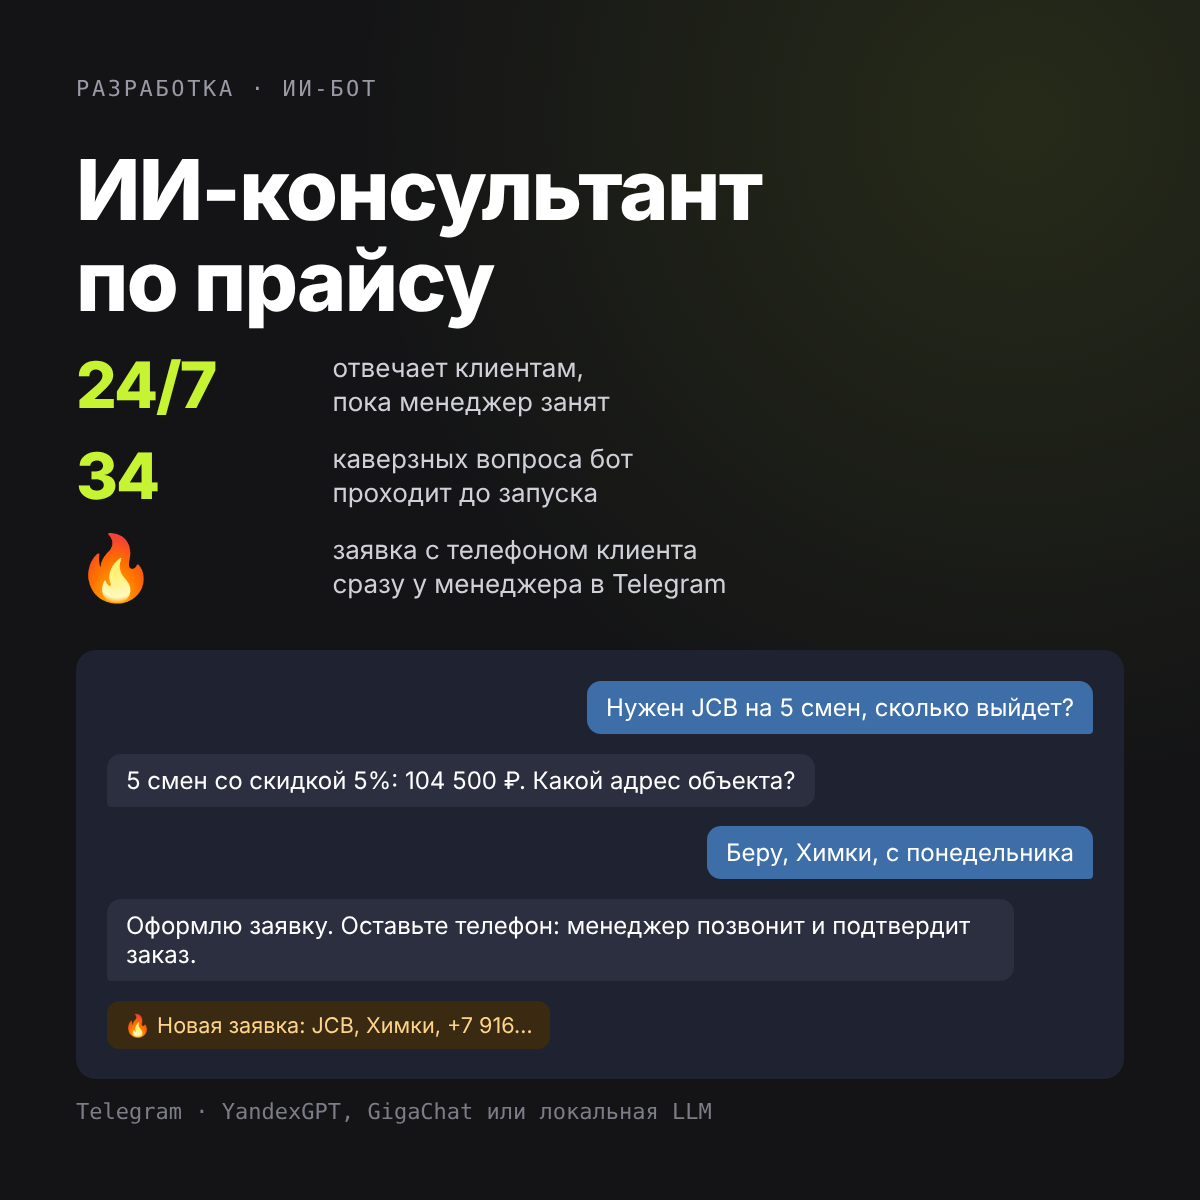 РАЗРАБОТКА · ИИ-БОТ
ИИ-консультант
по прайсу
24/7
отвечает клиентам,
пока менеджер занят
34
каверзных вопроса бот
проходит до запуска
🔥
заявка с телефоном клиента
сразу у менеджера в Telegram
Нужен JCB на 5 смен, сколько выйдет?
5 смен со скидкой 5%: 104 500 ₽. Какой адрес объекта?
Беру, Химки, с понедельника
Оформлю заявку. Оставьте телефон: менеджер позвонит и подтвердит
заказ.
🔥 Новая заявка: JCB, Химки, +7 916…
Telegram · YandexGPT, GigaChat или локальная LLM